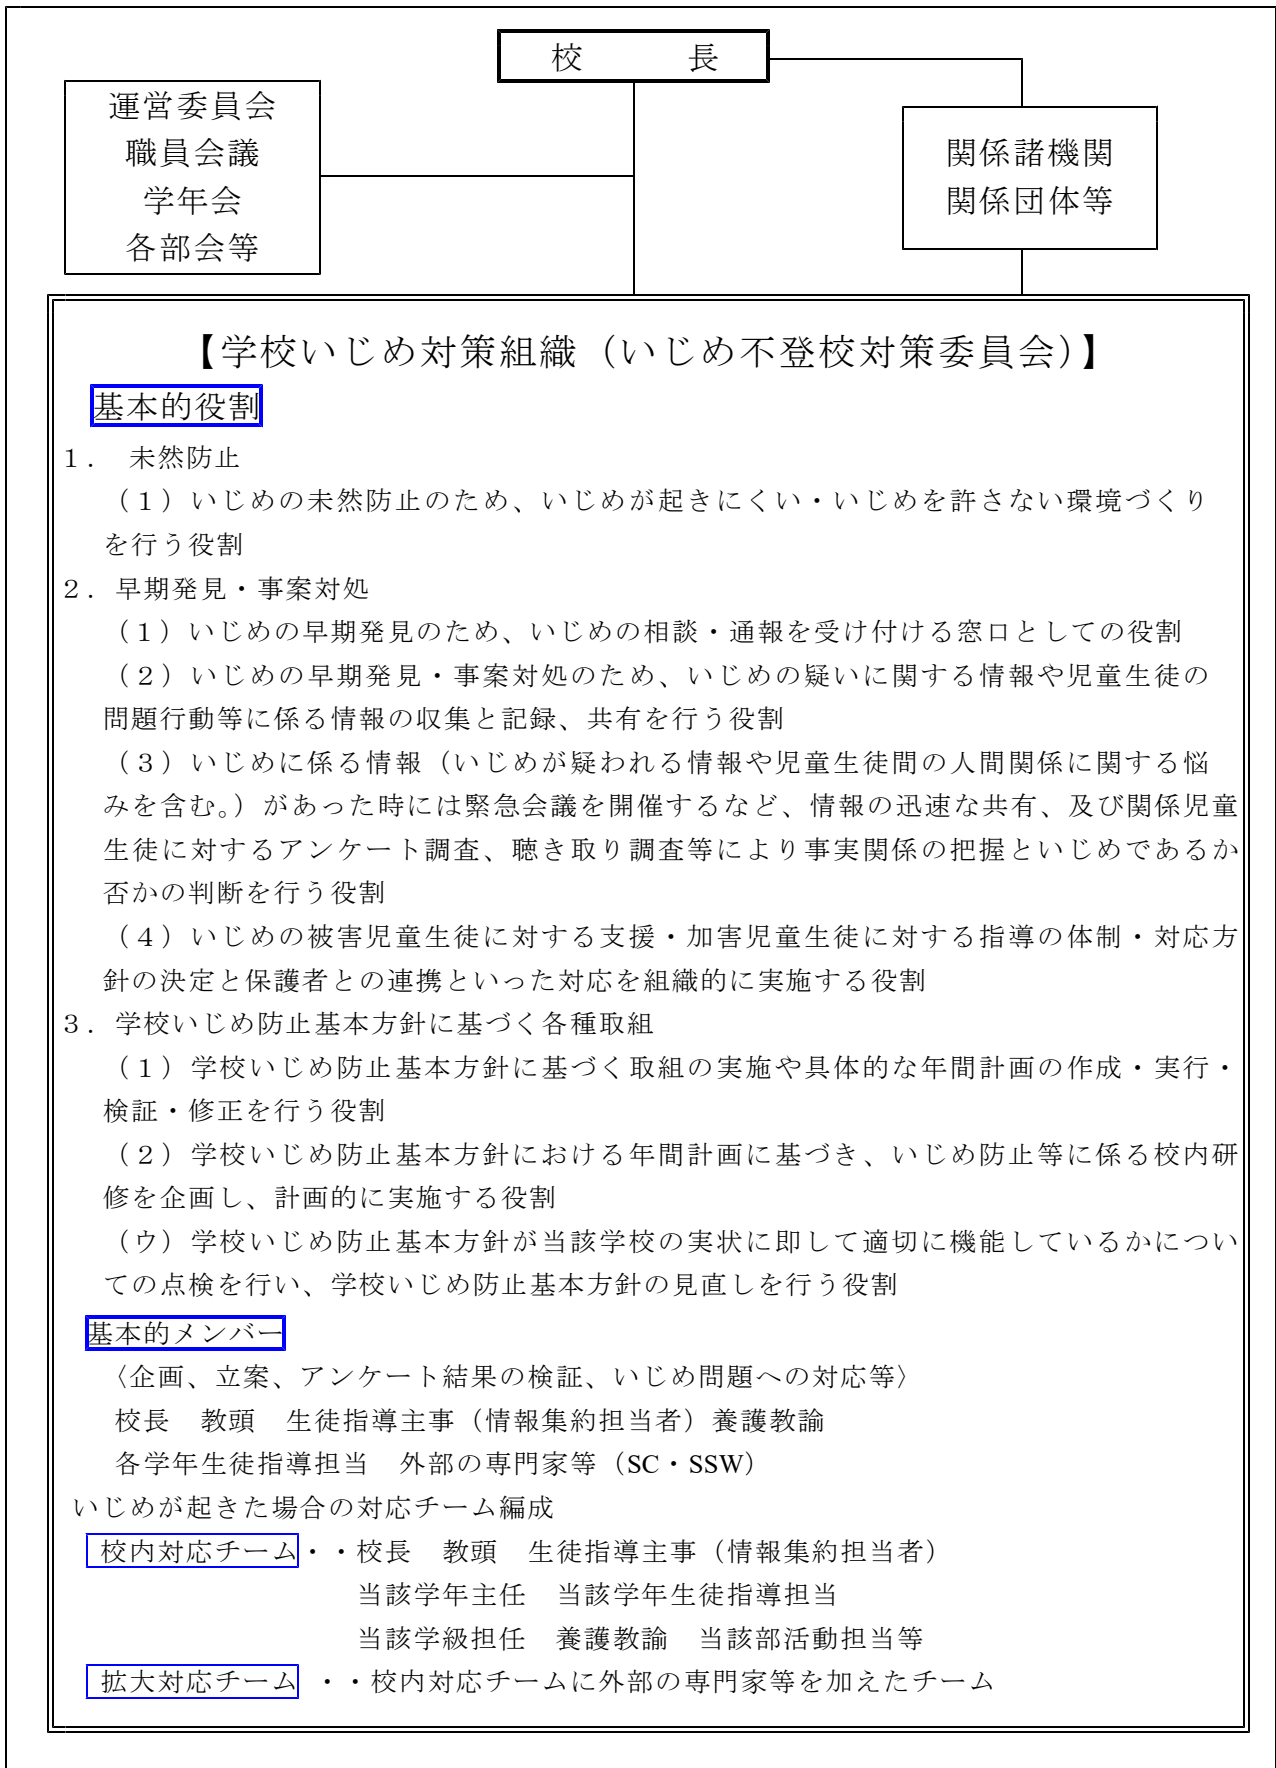 校　　長
運営委員会
職員会議
学年会
各部会等
関係諸機関
関係団体等
【学校いじめ対策組織（いじめ不登校対策委員会）】
基本的役割
１．　未然防止
（１）いじめの未然防止のため、いじめが起きにくい・いじめを許さない環境づくり
を行う役割
２．早期発見・事案対処
（１）いじめの早期発見のため、いじめの相談・通報を受け付ける窓口としての役割
（２）いじめの早期発見・事案対処のため、いじめの疑いに関する情報や児童生徒の
問題行動等に係る情報の収集と記録、共有を行う役割
（３）いじめに係る情報（いじめが疑われる情報や児童生徒間の人間関係に関する悩
みを含む。）があった時には緊急会議を開催するなど、情報の迅速な共有、及び関係児童
生徒に対するアンケート調査、聴き取り調査等により事実関係の把握といじめであるか
否かの判断を行う役割
（４）いじめの被害児童生徒に対する支援・加害児童生徒に対する指導の体制・対応方
針の決定と保護者との連携といった対応を組織的に実施する役割
３．学校いじめ防止基本方針に基づく各種取組
（１）学校いじめ防止基本方針に基づく取組の実施や具体的な年間計画の作成・実行・
検証・修正を行う役割
（２）学校いじめ防止基本方針における年間計画に基づき、いじめ防止等に係る校内研
修を企画し、計画的に実施する役割
（ウ）学校いじめ防止基本方針が当該学校の実状に即して適切に機能しているかについ
ての点検を行い、学校いじめ防止基本方針の見直しを行う役割
基本的メンバー
〈企画、立案、アンケート結果の検証、いじめ問題への対応等〉
校長　教頭　生徒指導主事（情報集約担当者）養護教諭
各学年生徒指導担当　外部の専門家等（SC・SSW）
いじめが起きた場合の対応チーム編成
校内対応チーム・・校長　教頭　生徒指導主事（情報集約担当者）
当該学年主任　当該学年生徒指導担当
当該学級担任　養護教諭　当該部活動担当等
拡大対応チーム　・・校内対応チームに外部の専門家等を加えたチーム